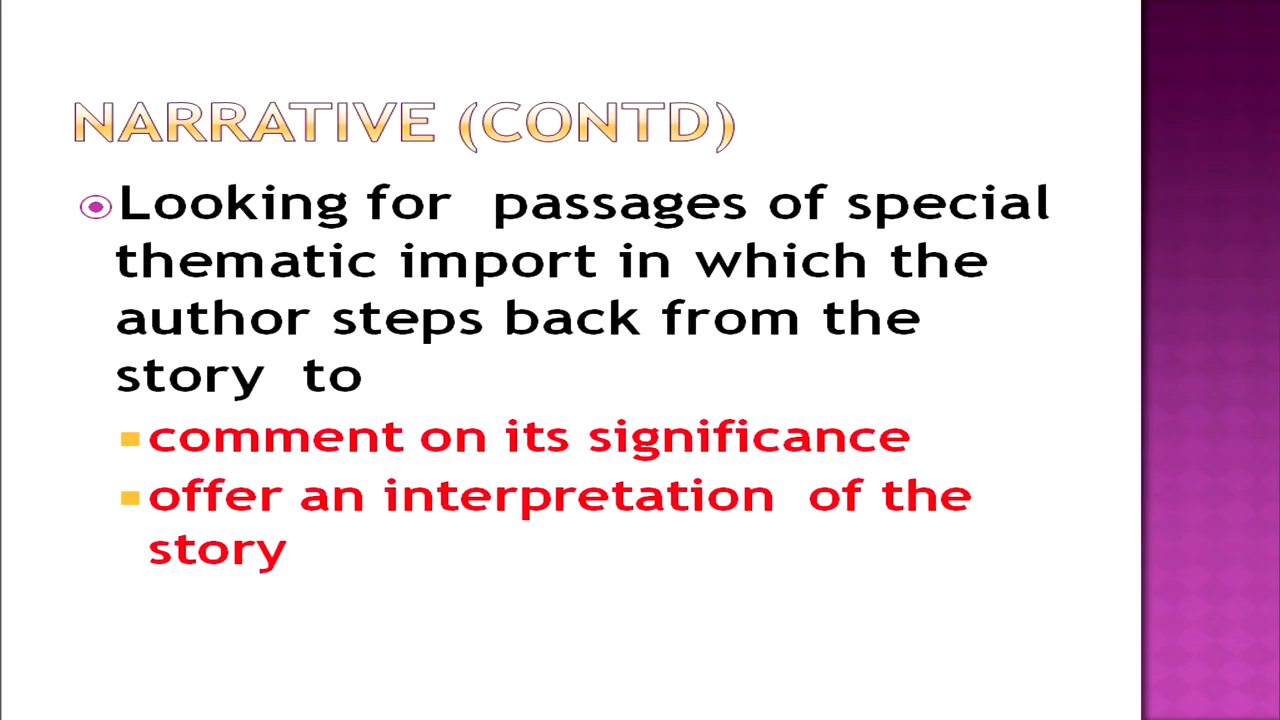 NARRATIVE (CONTD)
Looking for passages of special
thematic import in which the
author steps back from the
story to
comment on its significance
offer an interpretation of the
story